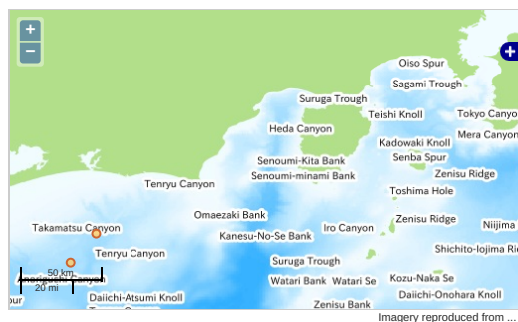 +
−
+
Oiso Spur
Sagami Trough
Suruga Trough
Teishi Knoll
Tokyo Canyo
Heda Canyon
Mera Canyon
Kadowaki Knoll
Senoumi-Kita Bank
Senba Spur
Senoumi-minami Bank
Zenisu Ridge
Tenryu Canyon
Toshima Hole
Omaezaki Bank
Zenisu Ridge
Takamatsu Canyon
Iro Canyon
Niijima
Kanesu-No-Se Bank
Tenryu Canyon
Shichito-Iojima Ri
Suruga Trough
Anorigushi Canyon
50 km
20 mi
Watari Bank
Watari Se
Kozu-Naka Se
our
Daiichi-Atsumi Knoll
Daiichi-Onohara Knoll
Zenisu Bank
Imagery reproduced from ...